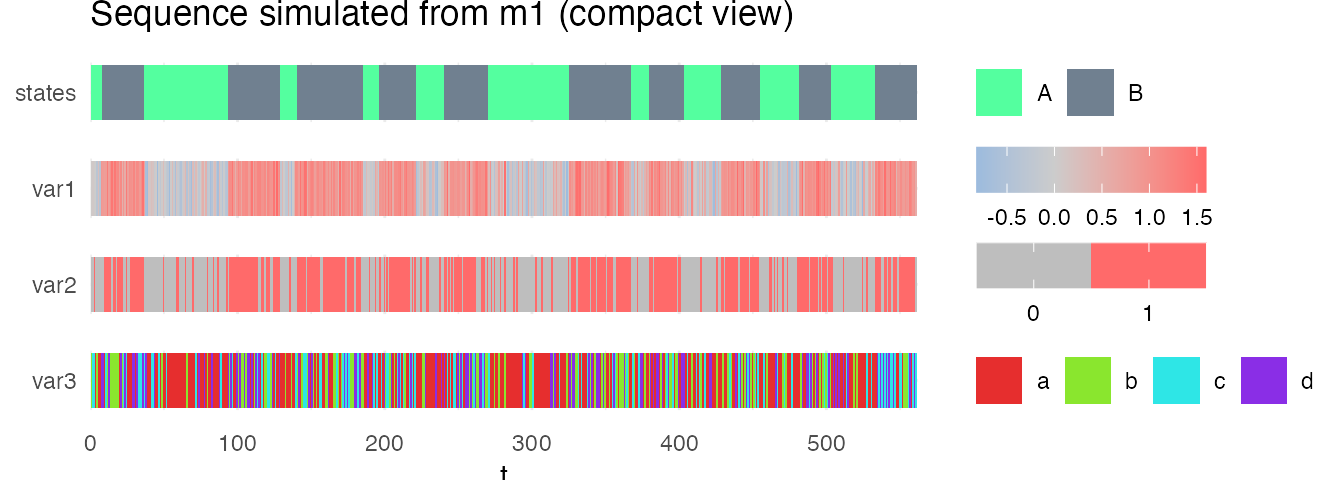 Sequence simulated from m1 (compact view)
states
A B
var1
-0.5 0.0 0.5 1.0 1.5
var2
0 1
var3
a b c d
0 100 200 300 400 500
t